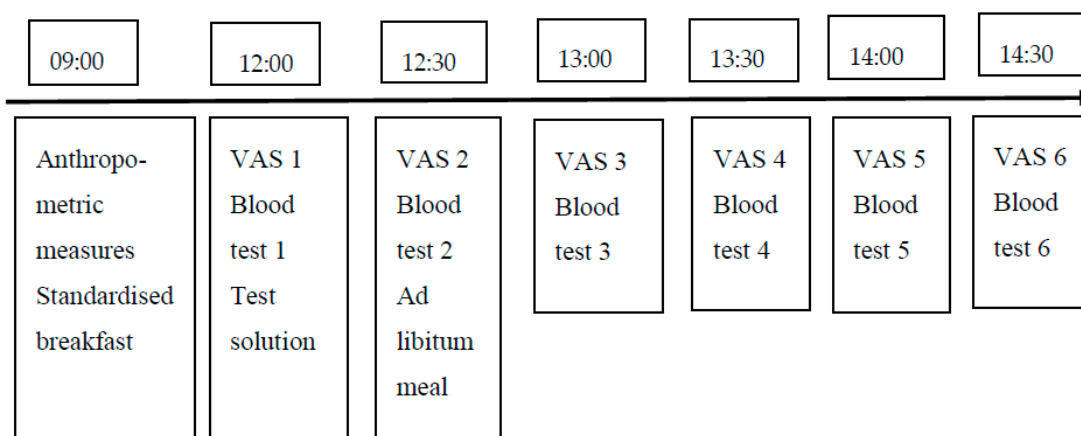 09:00
12:00
12:30
13:00
13:30
14:00
14:30
Anthropo-
metric
measures
Standardised
breakfast
VAS 1
Blood
test 1
Test
solution
VAS 2
Blood
test 2
Ad
libitum
meal
VAS 3
Blood
test 3
VAS 4
Blood
test 4
VAS 5
Blood
test 5
VAS 6
Blood
test 6